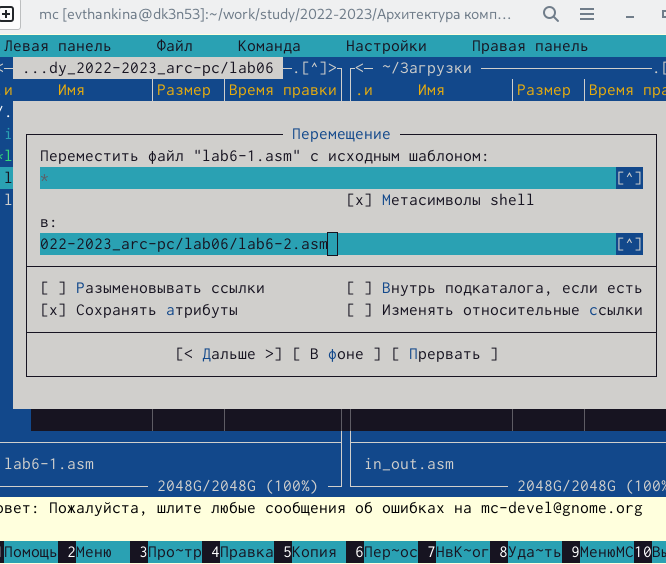 mc [evthankina@dk3n53]:~/work/study/2022-2023/Архитектура комп…
Левая панель Файл Команда Настройки Правая панель
<─ ...dy_2022-2023_arc-pc/lab06 ─.[^]>┐┌<─ ~/Загрузки
.и Имя Размер Время правки .и Имя Размер Время пра
Перемещение
Переместить файл "lab6-1.asm" с исходным шаблоном:
* [^]
[x] Метасимволы shell
в:
022-2023_arc-pc/lab06/lab6-2.asm [^]
[ ] Разыменовывать ссылки [ ] Внутрь подкаталога, если есть
[x] Сохранять атрибуты [ ] Изменять относительные ссылки
[< Дальше >] [ В фоне ] [ Прервать ]
lab6-1.asm in_out.asm
2048G/2048G (100%) 2048G/2048G (100%
овет: Пожалуйста, шлите любые сообщения об ошибках на mc-devel@gnome.org
Помощь 2Меню 3Про~тр 4Правка 5Копия 6Пер~ос 7НвК~ог 8Уда~ть 9МенюMC 10Вы